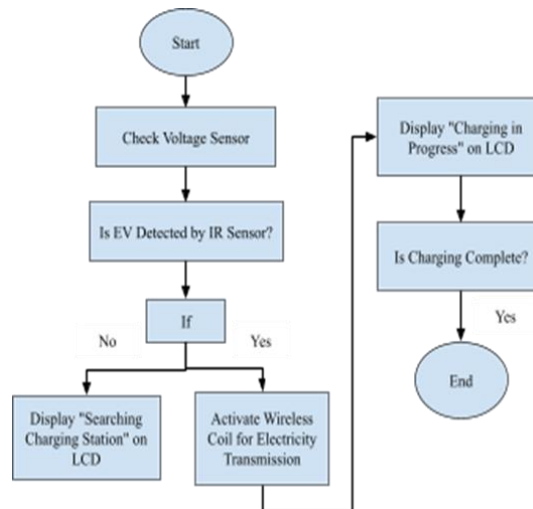 Start
Check Voltage Sensor
Is EV Detected by IR Sensor?
If
No
Yes
Display "Searching
Charging Station" on
LCD
Activate Wireless
Coil for Electricity
Transmission
Display "Charging in
Progress" on LCD
Is Charging Complete?
Yes
End